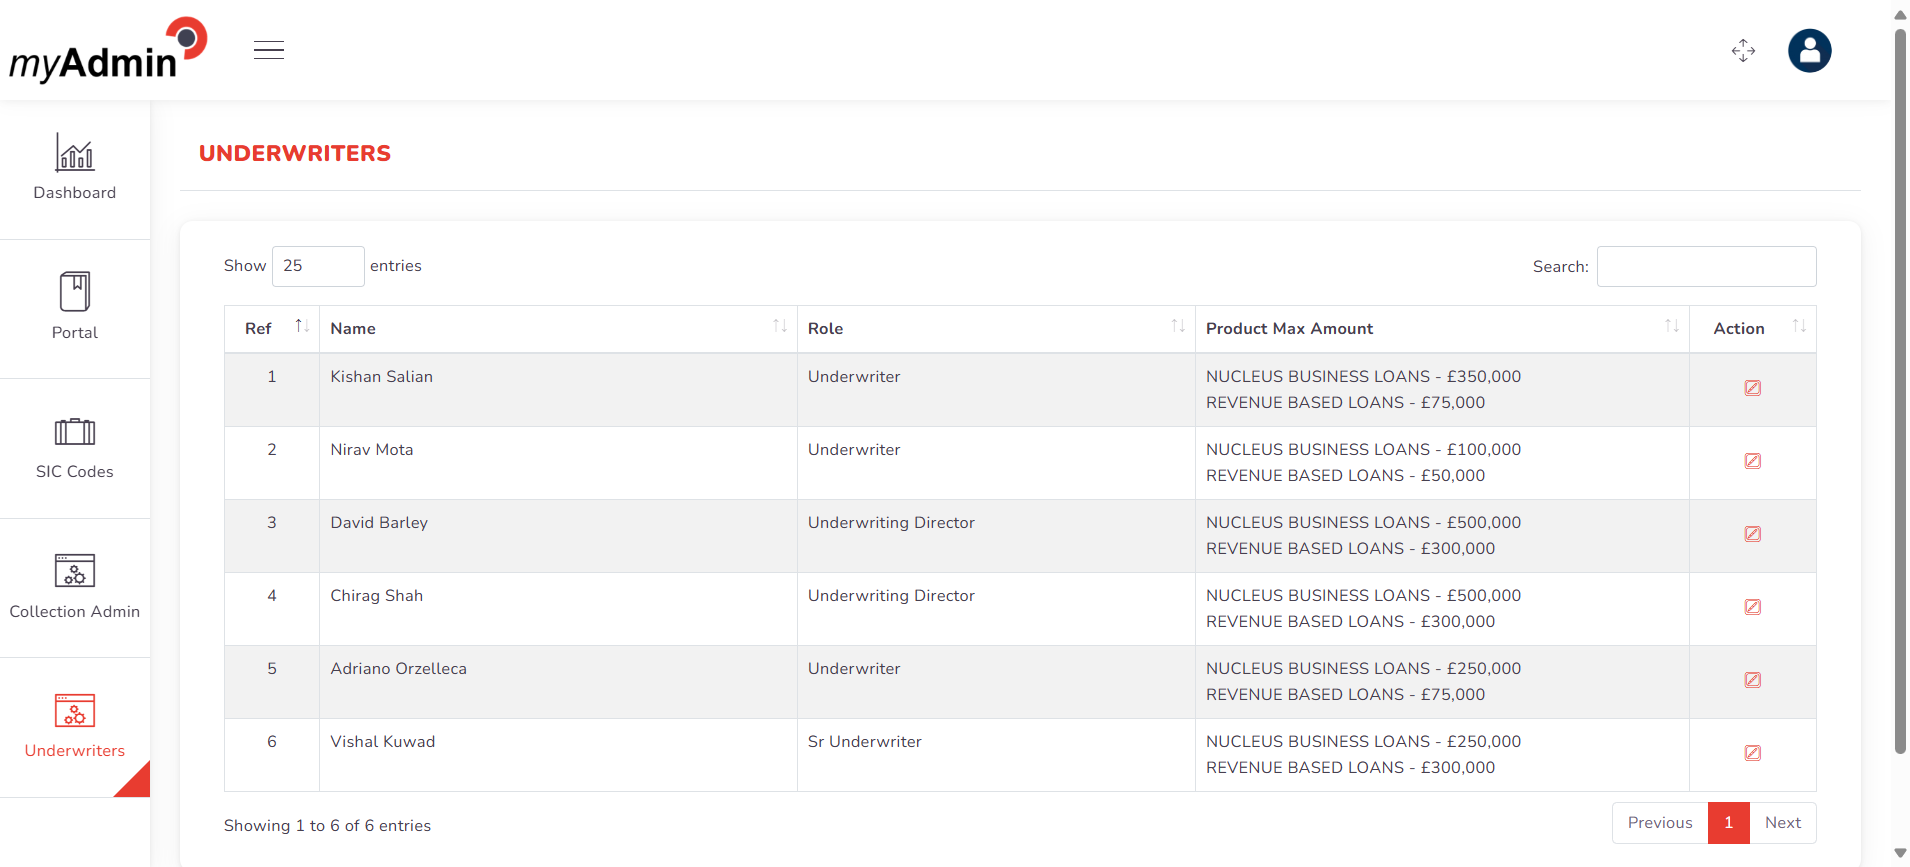 myAdmin
Dashboard
Portal
SIC Codes
Collection Admin
Underwriters
UNDERWRITERS
Show 25 entries
Search:
Ref Name Role Product Max Amount Action
1 Kishan Salian Underwriter NUCLEUS BUSINESS LOANS - £350,000
REVENUE BASED LOANS - £75,000
2 Nirav Mota Underwriter NUCLEUS BUSINESS LOANS - £100,000
REVENUE BASED LOANS - £50,000
3 David Barley Underwriting Director NUCLEUS BUSINESS LOANS - £500,000
REVENUE BASED LOANS - £300,000
4 Chirag Shah Underwriting Director NUCLEUS BUSINESS LOANS - £500,000
REVENUE BASED LOANS - £300,000
5 Adriano Orzelleca Underwriter NUCLEUS BUSINESS LOANS - £250,000
REVENUE BASED LOANS - £75,000
6 Vishal Kuwad Sr Underwriter NUCLEUS BUSINESS LOANS - £250,000
REVENUE BASED LOANS - £300,000
Showing 1 to 6 of 6 entries
Previous 1 Next